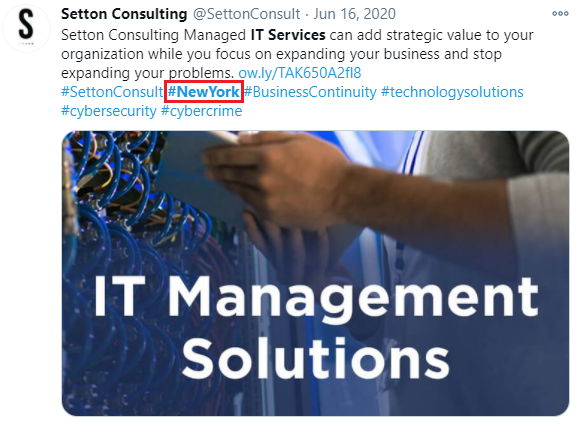 S
Setton Consulting @SettonConsult · Jun 16, 2020
Setton Consulting Managed IT Services can add strategic value to your
organization while you focus on expanding your business and stop
expanding your problems. ow.ly/TAK650A2fI8
#SettonConsult #NewYork #BusinessContinuity #technologysolutions
#cybersecurity #cybercrime
IT Management
Solutions